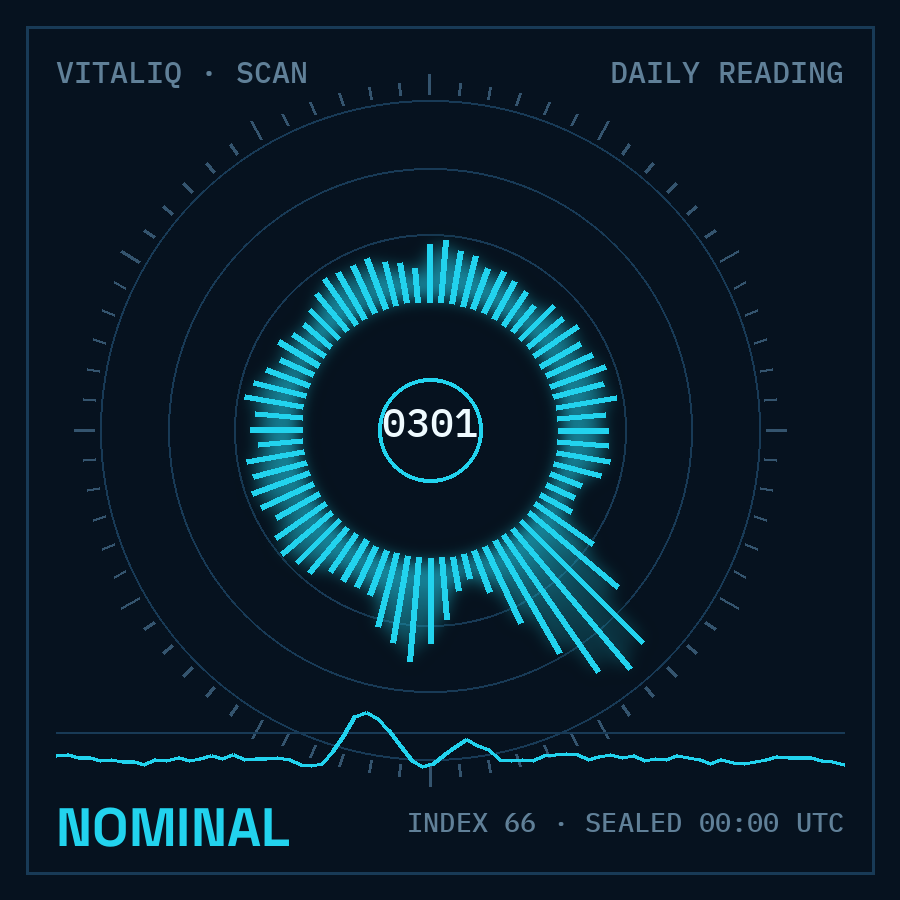 VITALIQ · SCAN
DAILY READING
0301
NOMINAL
INDEX 66 · SEALED 00:00 UTC